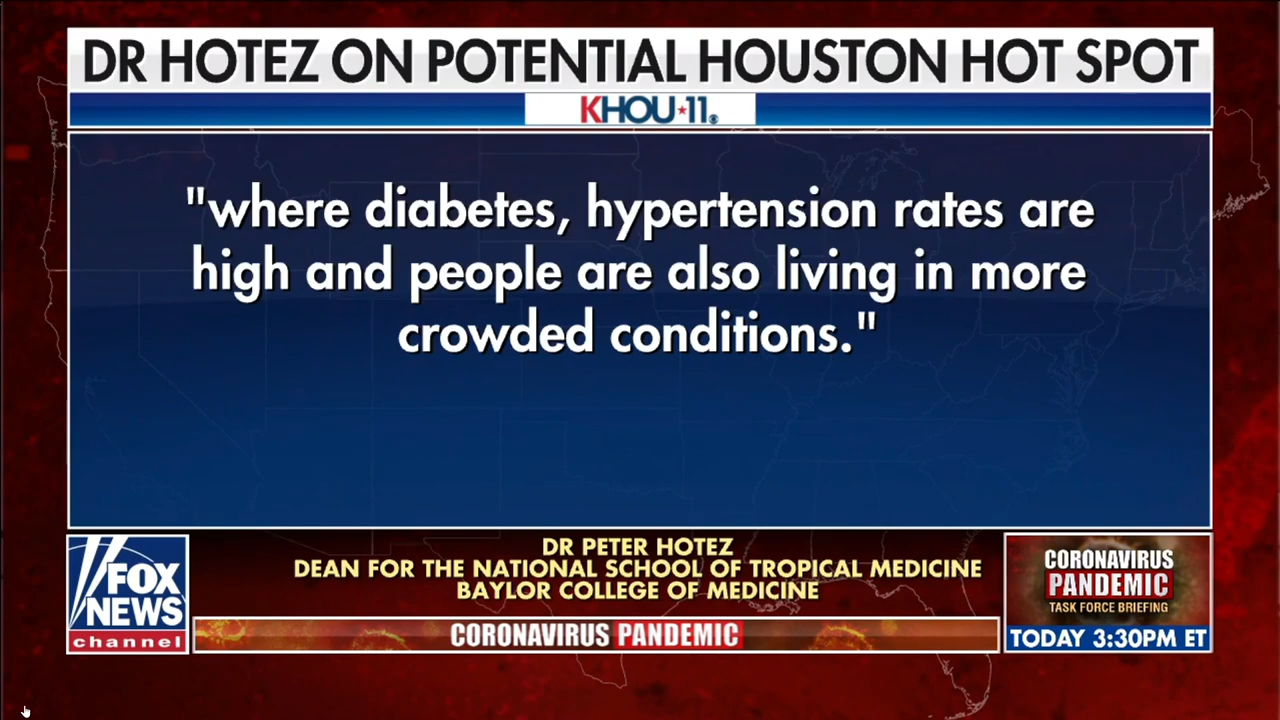 DR HOTEZ ON POTENTIAL HOUSTON HOT SPOT
KHOU★11
"where diabetes, hypertension rates are
high and people are also living in more
crowded conditions."
DR PETER HOTEZ
DEAN FOR THE NATIONAL SCHOOL OF TROPICAL MEDICINE
BAYLOR COLLEGE OF MEDICINE
FOX
NEWS
channel
CORONAVIRUS PANDEMIC
CORONAVIRUS
PANDEMIC
TASK FORCE BRIEFING
TODAY 3:30PM ET